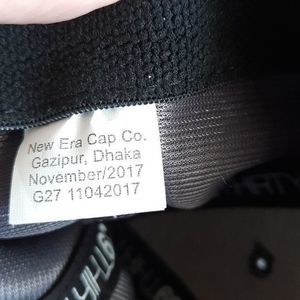 New Era Cap Co.
Gazipur, Dhaka
November/2017
G27 11042017